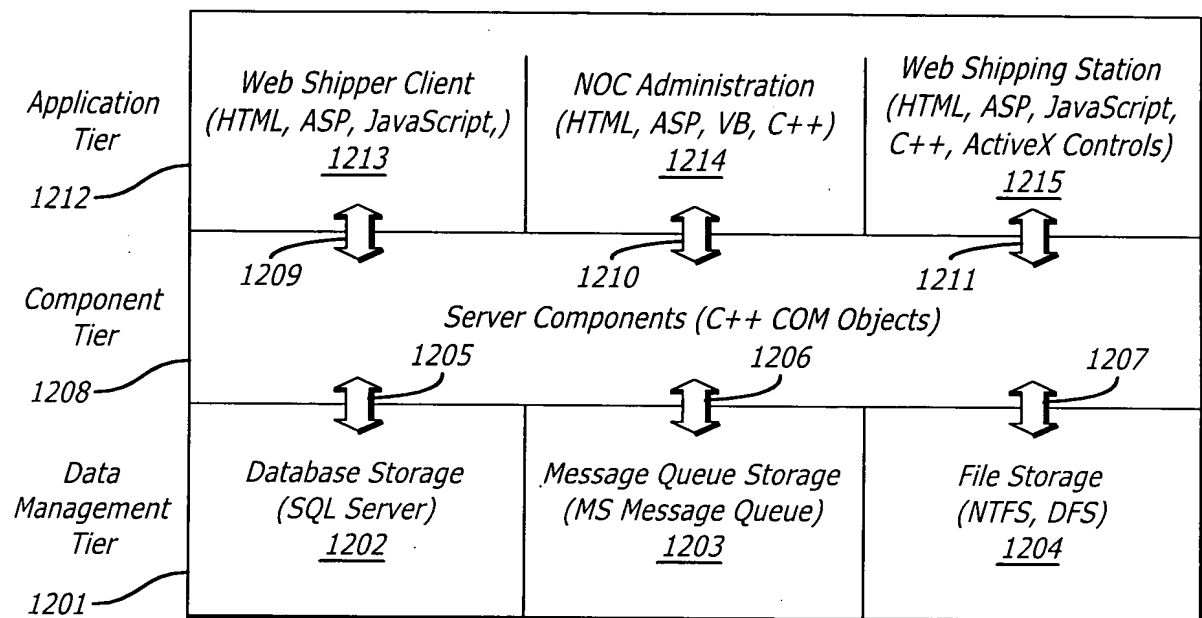 Application
Tier
1212
Web Shipper Client
(HTML, ASP, JavaScript,)
1213
NOC Administration
(HTML, ASP, VB, C++)
1214
Web Shipping Station
(HTML, ASP, JavaScript,
C++, ActiveX Controls)
1215
1209
1210
1211
Component
Tier
1208
Server Components (C++ COM Objects)
1205
1206
1207
Data
Management
Tier
1201
Database Storage
(SQL Server)
1202
Message Queue Storage
(MS Message Queue)
1203
File Storage
(NTFS, DFS)
1204